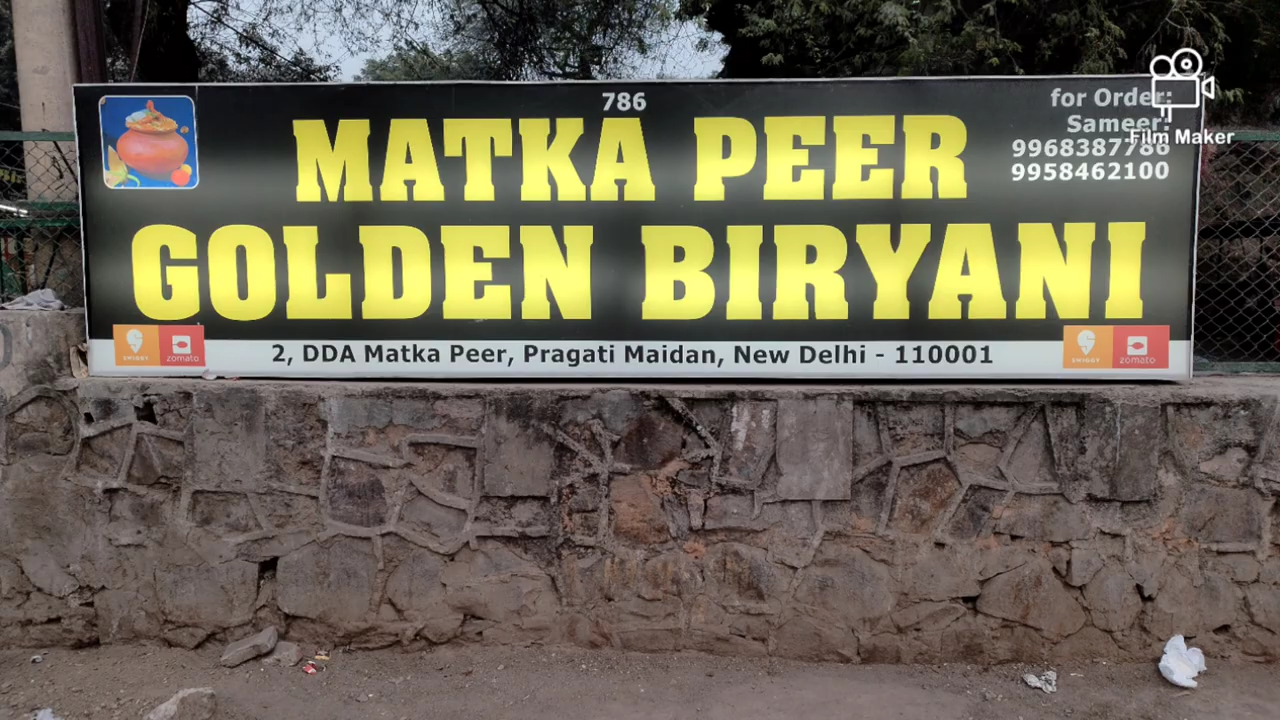 786
MATKA PEER
GOLDEN BIRYANI
for Order:
Sameer:
9968387786
9958462100
Film Maker
SWIGGY zomato
2, DDA Matka Peer, Pragati Maidan, New Delhi - 110001
SWIGGY zomato